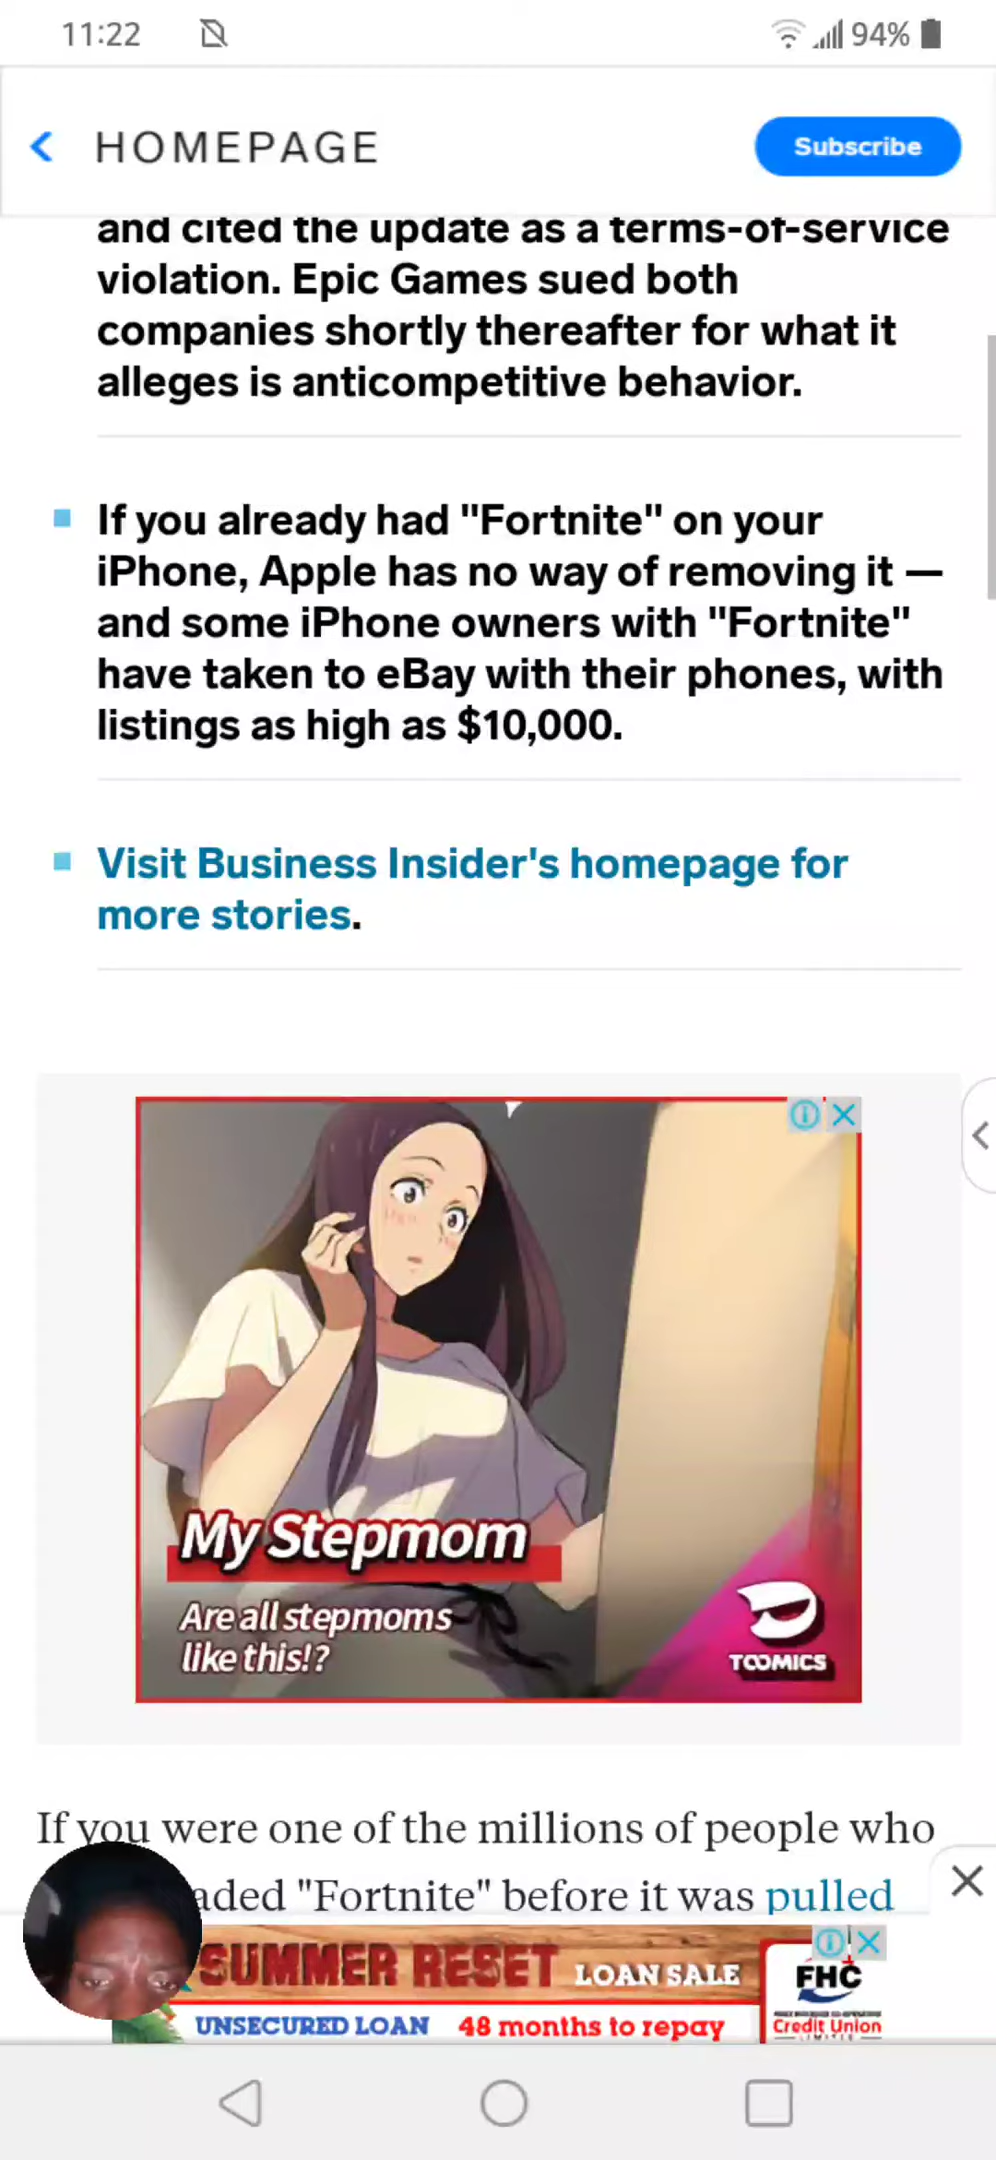 11:22
94%
HOMEPAGE
Subscribe
and cited the update as a terms-of-service
violation. Epic Games sued both
companies shortly thereafter for what it
alleges is anticompetitive behavior.
If you already had "Fortnite" on your
iPhone, Apple has no way of removing it —
and some iPhone owners with "Fortnite"
have taken to eBay with their phones, with
listings as high as $10,000.
Visit Business Insider's homepage for
more stories.
My Stepmom
Are all stepmoms
like this!?
TOOMICS
If you were one of the millions of people who
aded "Fortnite" before it was pulled
SUMMER RESET LOAN SALE
FHC
UNSECURED LOAN 48 months to repay
Credit Union